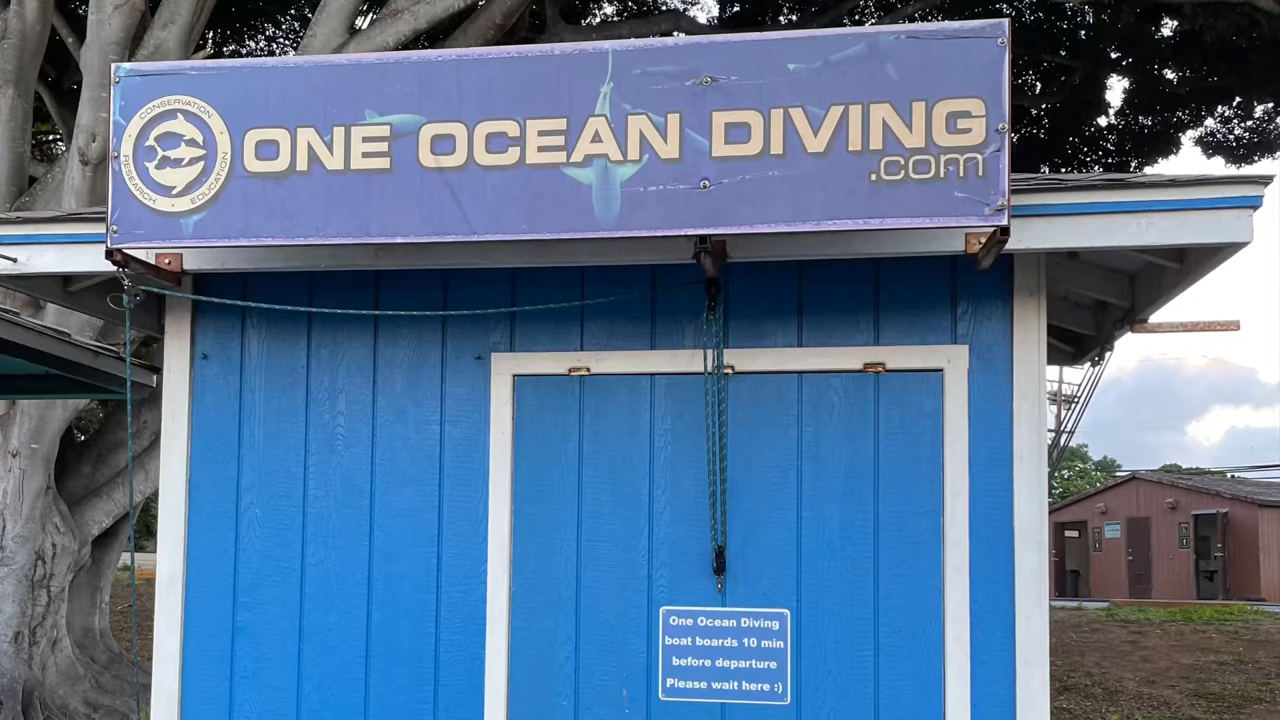 CONSERVATION
RESEARCH • EDUCATION
ONE OCEAN DIVING
.com
One Ocean Diving
boat boards 10 min
before departure
Please wait here :)